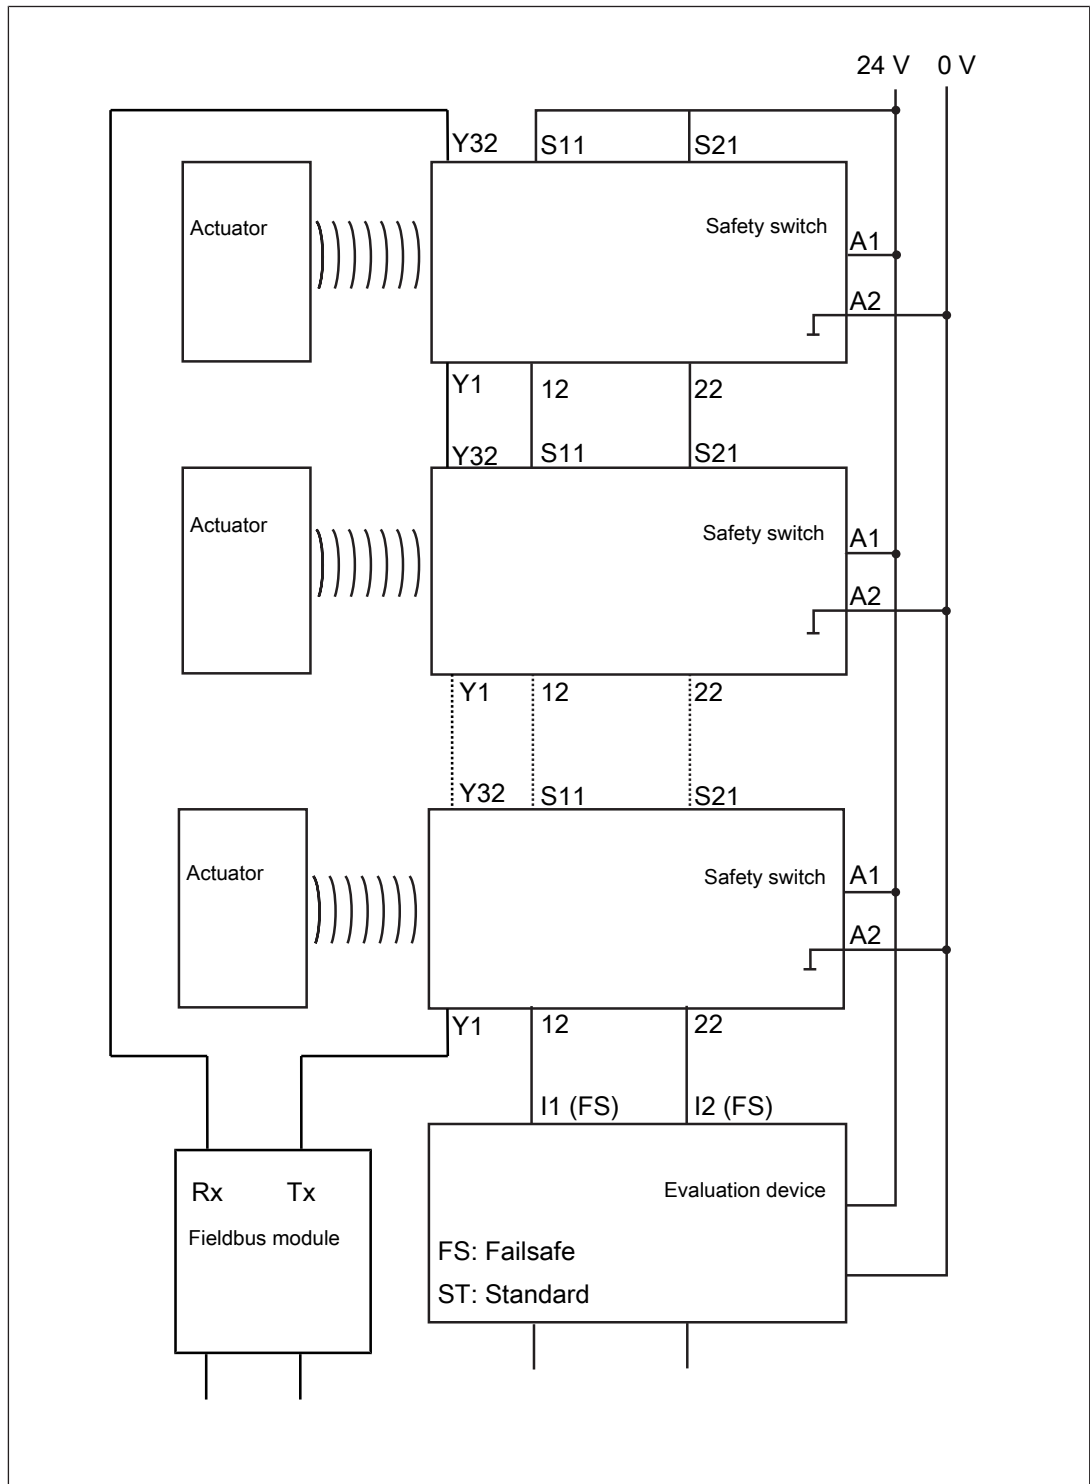 24 V 0 V
Y32 S11 S21
Actuator
Safety switch
A1
A2
Y1 12 22
Y32 S11 S21
Actuator
Safety switch
A1
A2
Y1 12 22
Y32 S11 S21
Actuator
Safety switch
A1
A2
Y1 12 22
I1 (FS) I2 (FS)
Rx Tx
Fieldbus module
Evaluation device
FS: Failsafe
ST: Standard